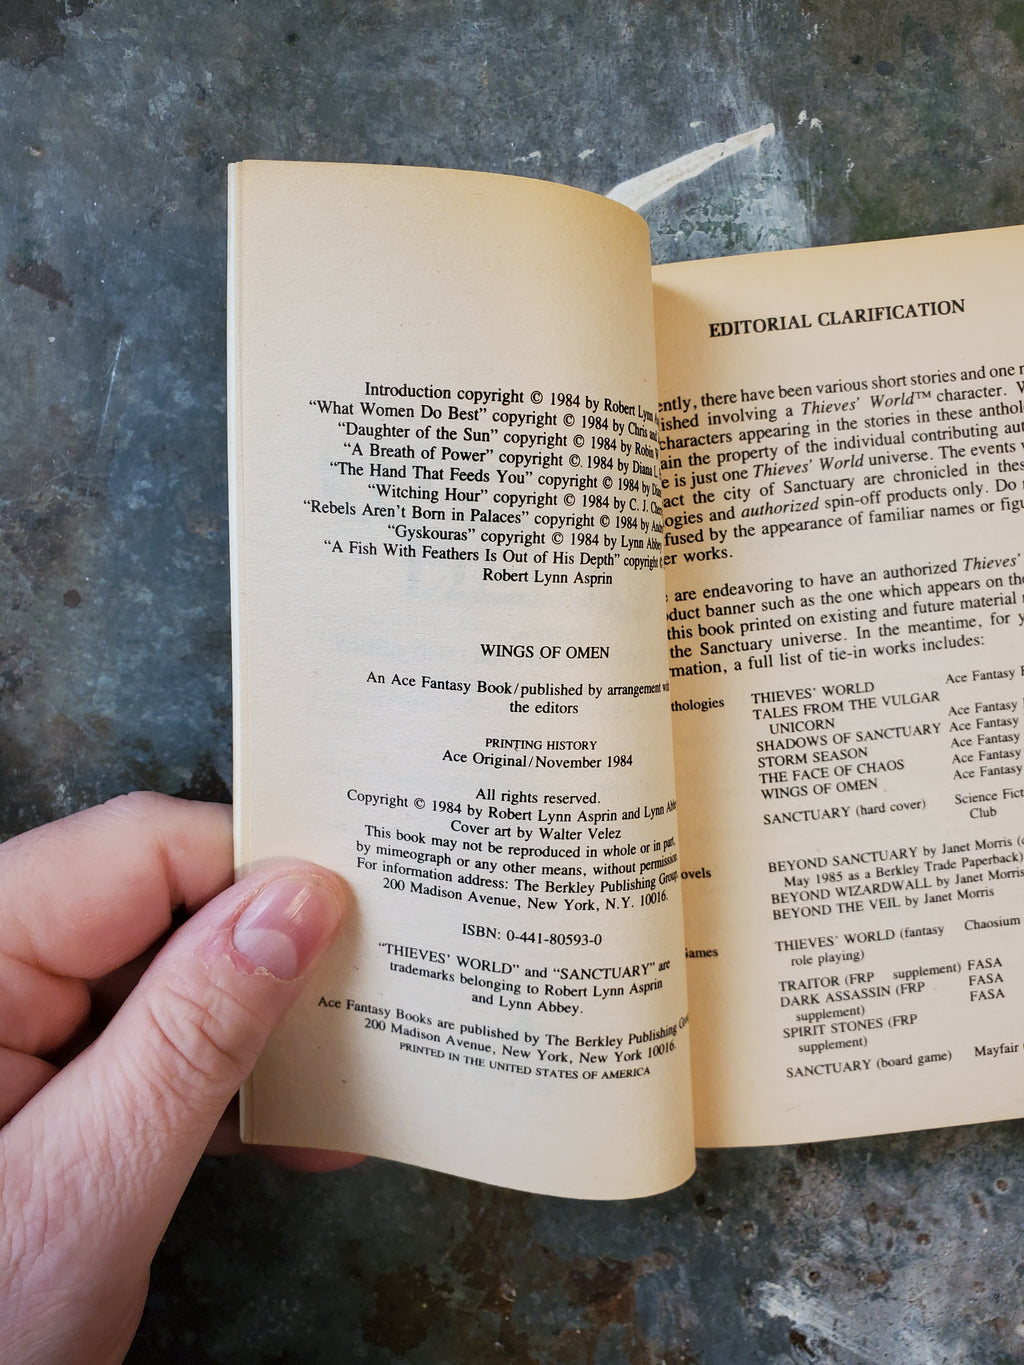 Introduction copyright © 1984 by Robert Lynn
"What Women Do Best" copyright © 1984 by Chris and
"Daughter of the Sun" copyright © 1984 by Robin
"A Breath of Power" copyright © 1984 by Diana L.
"The Hand That Feeds You" copyright © 1984 by
"Witching Hour" copyright © 1984 by C. J.
"Rebels Aren't Born in Palaces" copyright © 1984 by
"Gyskouras" copyright © 1984 by Lynn Abbey
"A Fish With Feathers Is Out of His Depth" copyright
Robert Lynn Asprin
WINGS OF OMEN
An Ace Fantasy Book/published by arrangement
the editors
PRINTING HISTORY
Ace Original/November 1984
All rights reserved.
Copyright © 1984 by Robert Lynn Asprin and Lynn
Cover art by Walter Velez
This book may not be reproduced in whole or in part,
by mimeograph or any other means, without permission.
For information address: The Berkley Publishing Group,
200 Madison Avenue, New York, N.Y. 10016.
ISBN: 0-441-80593-0
"THIEVES' WORLD" and "SANCTUARY" are
trademarks belonging to Robert Lynn Asprin
and Lynn Abbey.
Ace Fantasy Books are published by The Berkley Publishing
200 Madison Avenue, New York, New York 10016.
PRINTED IN THE UNITED STATES OF AMERICA
EDITORIAL CLARIFICATION
there have been various short stories and one
involving a Thieves' World™ character.
characters appearing in the stories in these
the property of the individual contributing
is just one Thieves' World universe. The events
the city of Sanctuary are chronicled in these
and authorized spin-off products only. Do
by the appearance of familiar names or
works.
are endeavoring to have an authorized Thieves'
banner such as the one which appears on the
this book printed on existing and future material
the Sanctuary universe. In the meantime, for
a full list of tie-in works includes:
THIEVES' WORLD Ace Fantasy
TALES FROM THE VULGAR
UNICORN Ace Fantasy
SHADOWS OF SANCTUARY Ace Fantasy
STORM SEASON Ace Fantasy
THE FACE OF CHAOS Ace Fantasy
WINGS OF OMEN Ace Fantasy
SANCTUARY (hard cover) Science
Club
BEYOND SANCTUARY by Janet Morris
May 1985 as a Berkley Trade Paperback)
BEYOND WIZARDWALL by Janet Morris
BEYOND THE VEIL by Janet Morris
THIEVES' WORLD (fantasy Chaosium
role playing)
TRAITOR (FRP supplement) FASA
DARK ASSASSIN (FRP FASA
supplement)
SPIRIT STONES (FRP FASA
supplement)
SANCTUARY (board game) Mayfair